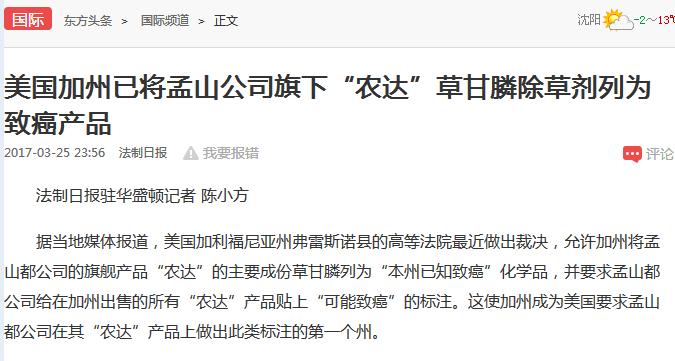 国际 东方头条 > 国际频道 > 正文 沈阳 -2～13℃
美国加州已将孟山公司旗下“农达”草甘膦除草剂列为
致癌产品
2017-03-25 23:56 法制日报 我要报错 评论
法制日报驻华盛顿记者 陈小方
据当地媒体报道，美国加利福尼亚州弗雷斯诺县的高等法院最近做出裁决，允许加州将孟
山都公司的旗舰产品“农达”的主要成份草甘膦列为“本州已知致癌”化学品，并要求孟山都
公司给在加州出售的所有“农达”产品贴上“可能致癌”的标注。这使加州成为美国要求孟山
都公司在其“农达”产品上做出此类标注的第一个州。